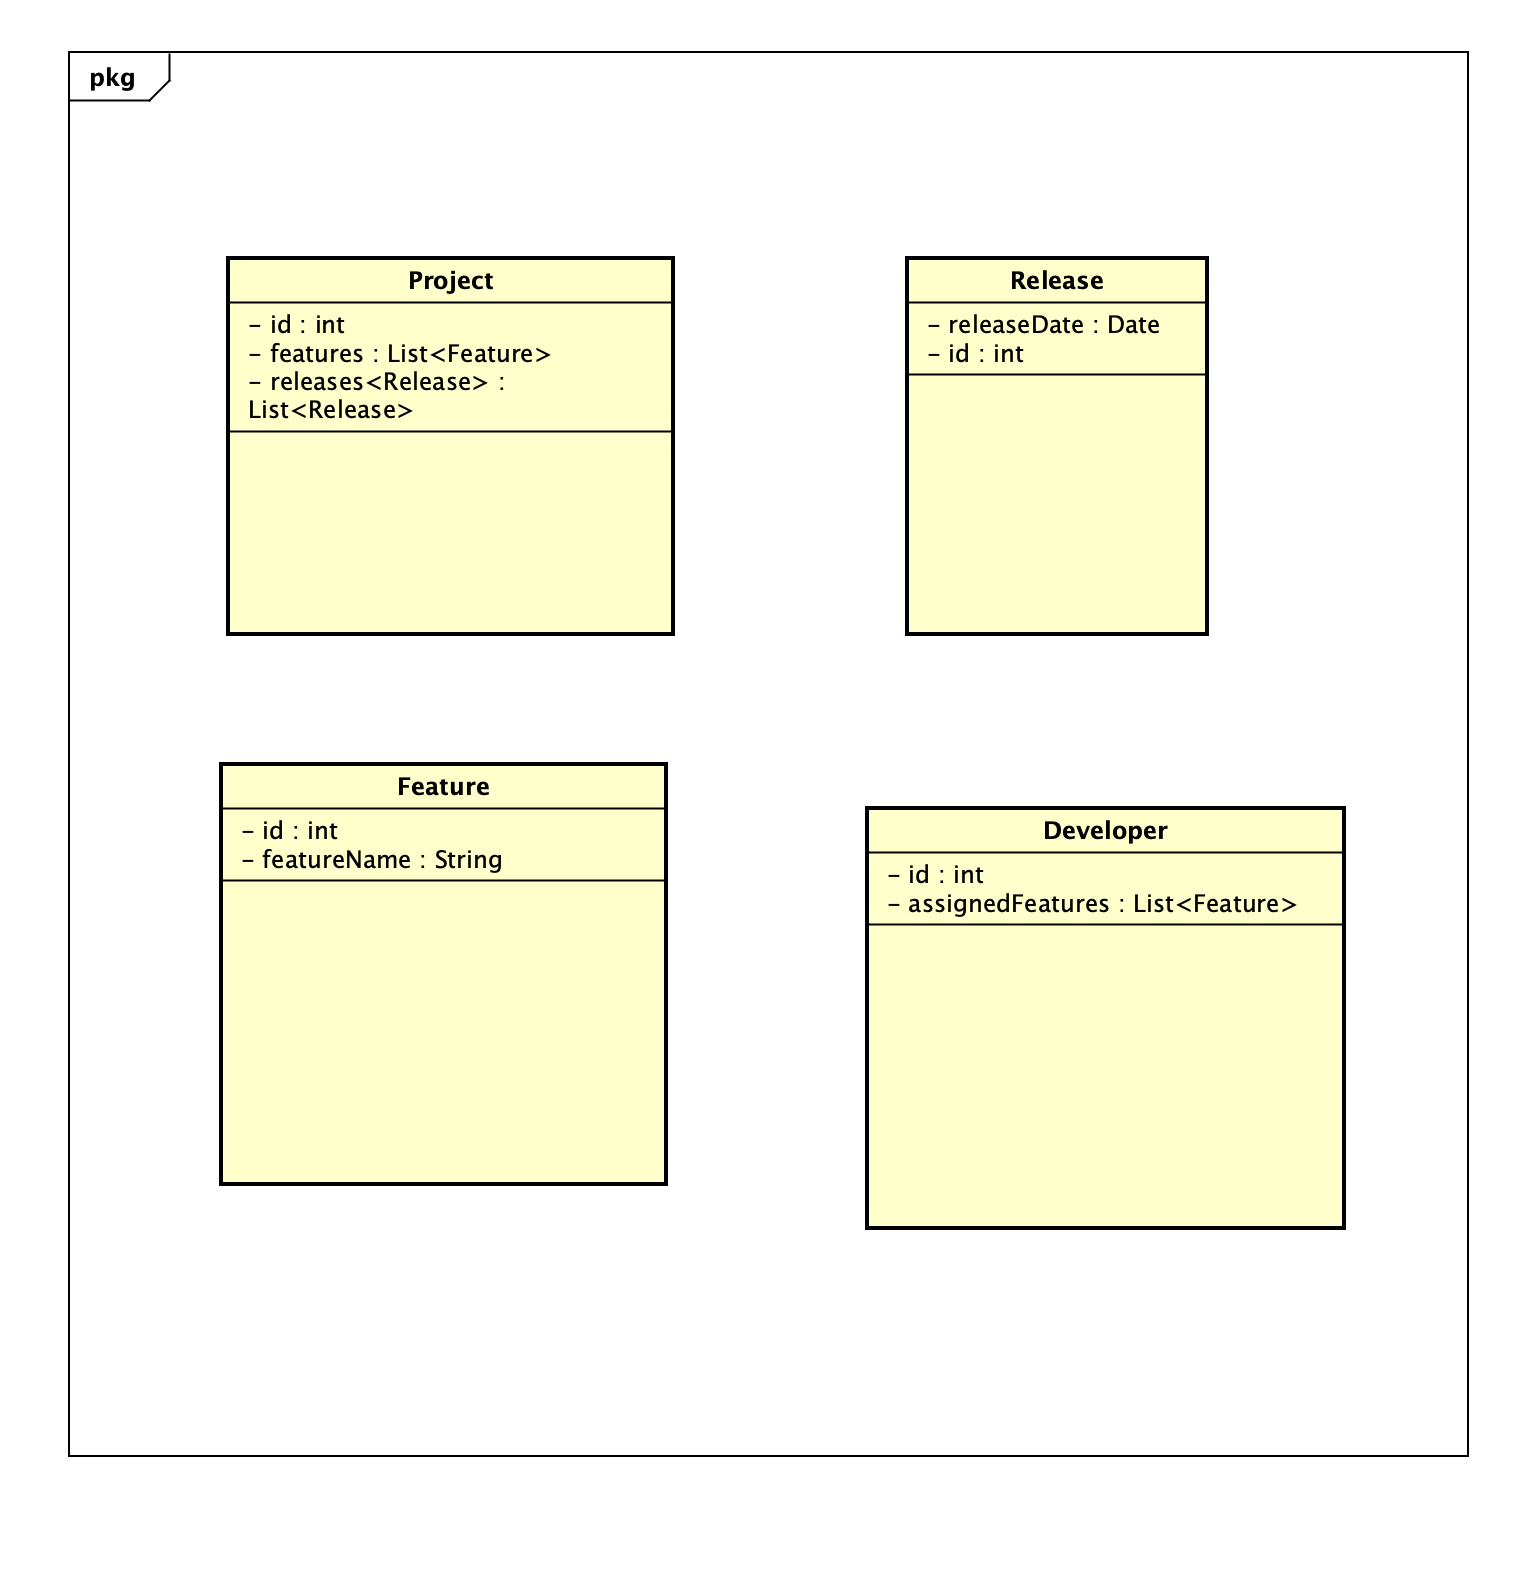 pkg
Project
- id : int
- features : List<Feature>
- releases<Release> :
List<Release>
Release
- releaseDate : Date
- id : int
Feature
- id : int
- featureName : String
Developer
- id : int
- assignedFeatures : List<Feature>